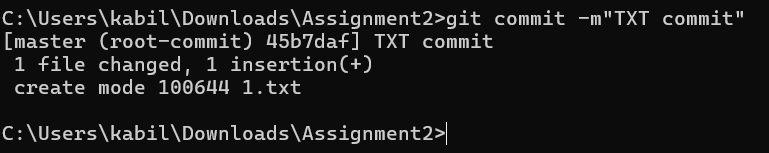 C:\Users\kabil\Downloads\Assignment2>git commit -m"TXT commit"
[master (root-commit) 45b7daf] TXT commit
 1 file changed, 1 insertion(+)
 create mode 100644 1.txt

C:\Users\kabil\Downloads\Assignment2>